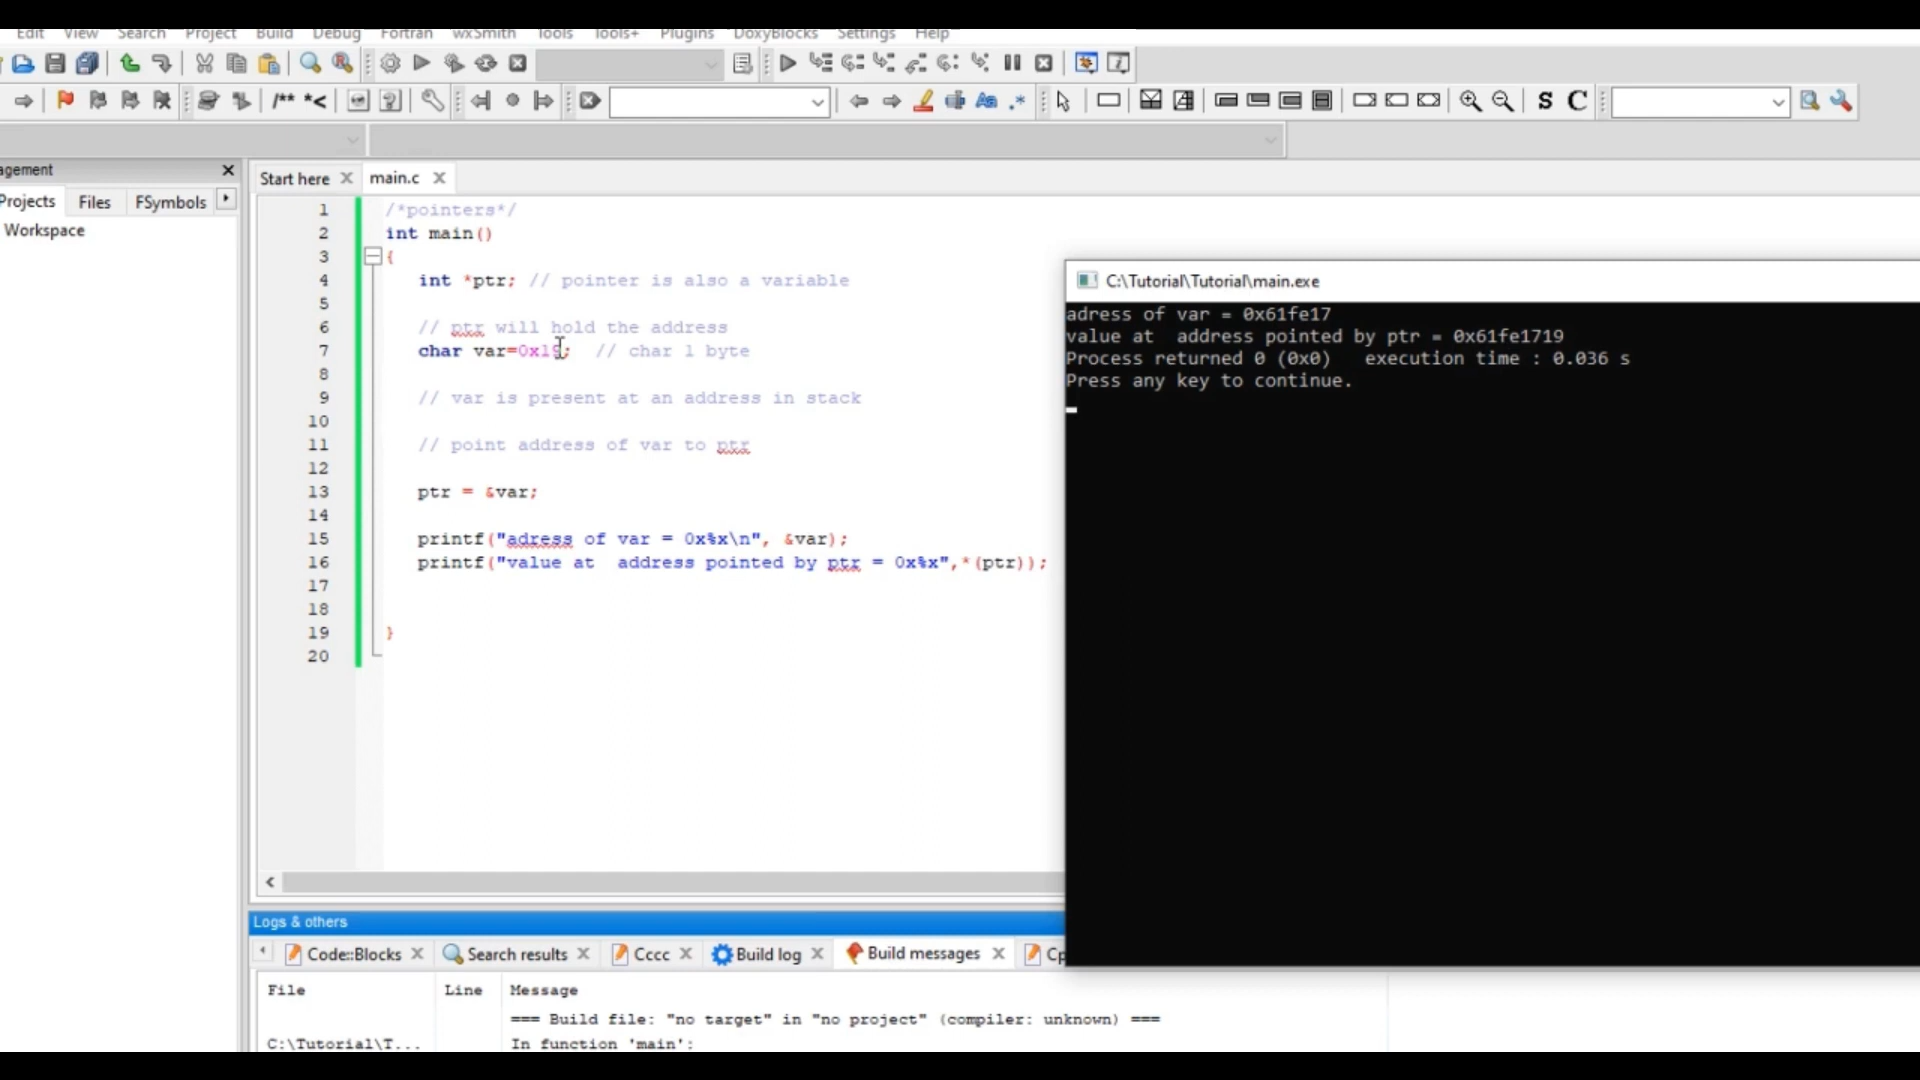 Edit View Search Project Build Debug Fortran wxSmith Tools Tools+ Plugins DoxyBlocks Settings Help
/** *<
S C
agement
Projects Files FSymbols
Workspace
Start here main.c
1 /*pointers*/
2 int main()
3 {
4 int *ptr; // pointer is also a variable
5
6 // ptr will hold the address
7 char var=0x19; // char 1 byte
8
9 // var is present at an address in stack
10
11 // point address of var to ptr
12
13 ptr = &var;
14
15 printf("adress of var = 0x%x\n", &var);
16 printf("value at  address pointed by ptr = 0x%x",*(ptr));
17
18
19 }
20
C:\Tutorial\Tutorial\main.exe
adress of var = 0x61fe17
value at  address pointed by ptr = 0x61fe1719
Process returned 0 (0x0)   execution time : 0.036 s
Press any key to continue.
Logs & others
Code::Blocks Search results Cccc Build log Build messages Cp
File Line Message
=== Build file: "no target" in "no project" (compiler: unknown) ===
C:\Tutorial\T... In function 'main':